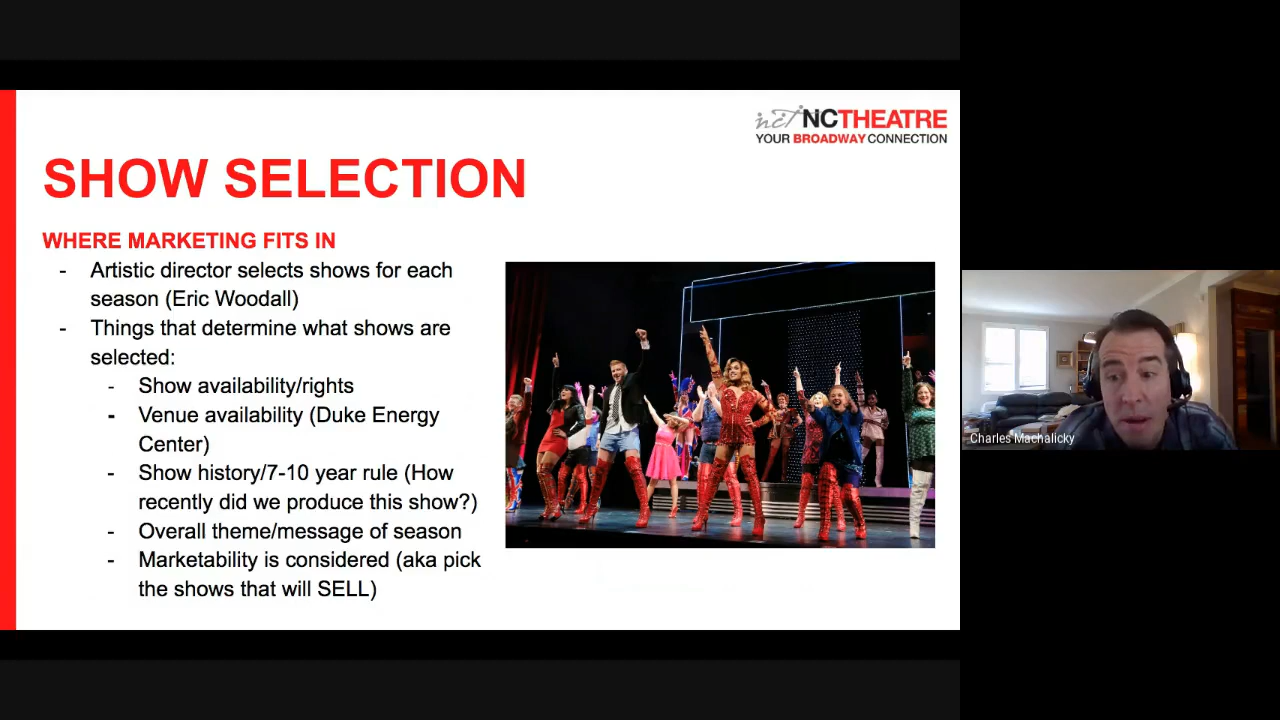 nct NCTHEATRE
YOUR BROADWAY CONNECTION
SHOW SELECTION
WHERE MARKETING FITS IN
- Artistic director selects shows for each
season (Eric Woodall)
- Things that determine what shows are
selected:
- Show availability/rights
- Venue availability (Duke Energy
Center)
- Show history/7-10 year rule (How
recently did we produce this show?)
- Overall theme/message of season
- Marketability is considered (aka pick
the shows that will SELL)
Charles Machalicky